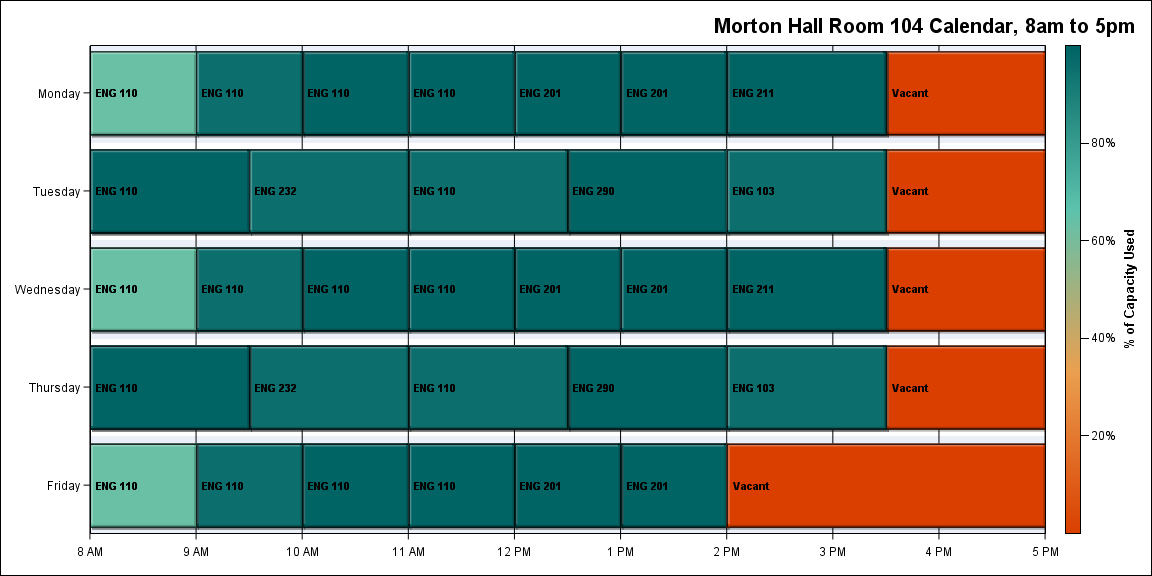 Morton Hall Room 104 Calendar, 8am to 5pm
Monday
ENG 110
ENG 110
ENG 110
ENG 110
ENG 201
ENG 201
ENG 211
Vacant
Tuesday
ENG 110
ENG 232
ENG 110
ENG 290
ENG 103
Vacant
Wednesday
ENG 110
ENG 110
ENG 110
ENG 110
ENG 201
ENG 201
ENG 211
Vacant
Thursday
ENG 110
ENG 232
ENG 110
ENG 290
ENG 103
Vacant
Friday
ENG 110
ENG 110
ENG 110
ENG 110
ENG 201
ENG 201
Vacant
8 AM
9 AM
10 AM
11 AM
12 PM
1 PM
2 PM
3 PM
4 PM
5 PM
80%
60%
40%
20%
% of Capacity Used